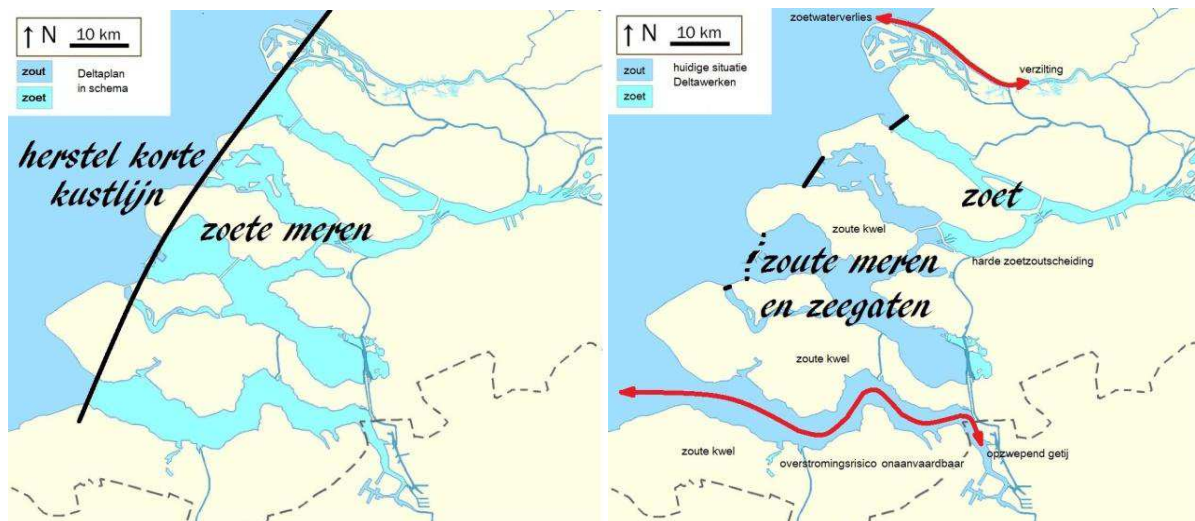 ↑ N
10 km
zout
zoet
Deltaplan
in schema
herstel korte
kustlijn
zoete meren
↑ N
10 km
zout
zoet
huidige situatie
Deltawerken
zoetwaterverlies
verzilting
zoet
zoute kwel
harde zoetzoutscheiding
zoute meren
en zeegaten
zoute kwel
zoute kwel
overstromingsrisico onaanvaardbaar
opzwepend getij